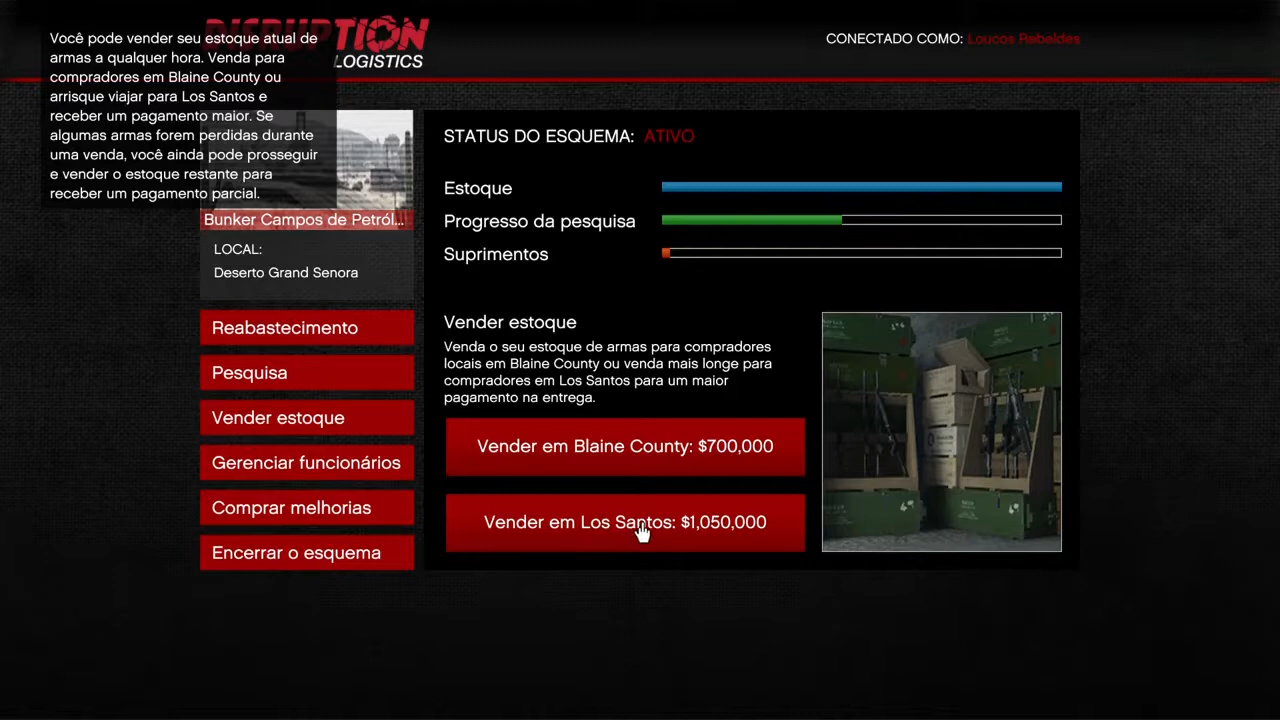 Você pode vender seu estoque atual de
armas a qualquer hora. Venda para
compradores em Blaine County ou
arrisque viajar para Los Santos e
receber um pagamento maior. Se
algumas armas forem perdidas durante
uma venda, você ainda pode prosseguir
e vender o estoque restante para
receber um pagamento parcial.
DISRUPTION
LOGISTICS
CONECTADO COMO: Loucos Rebeldes
Bunker Campos de Petról...
LOCAL:
Deserto Grand Senora
Reabastecimento
Pesquisa
Vender estoque
Gerenciar funcionários
Comprar melhorias
Encerrar o esquema
STATUS DO ESQUEMA: ATIVO
Estoque
Progresso da pesquisa
Suprimentos
Vender estoque
Venda o seu estoque de armas para compradores
locais em Blaine County ou venda mais longe para
compradores em Los Santos para um maior
pagamento na entrega.
Vender em Blaine County: $700,000
Vender em Los Santos: $1,050,000